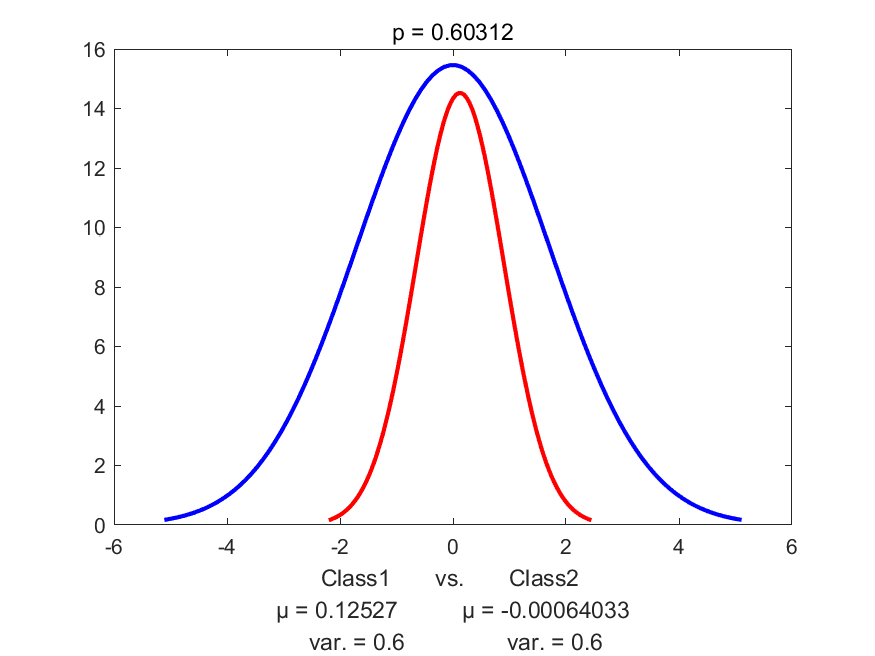 p = 0.60312
16
14
12
10
8
6
4
2
0
-6 -4 -2 0 2 4 6
Class1 vs. Class2
μ = 0.12527 μ = -0.00064033
var. = 0.6 var. = 0.6